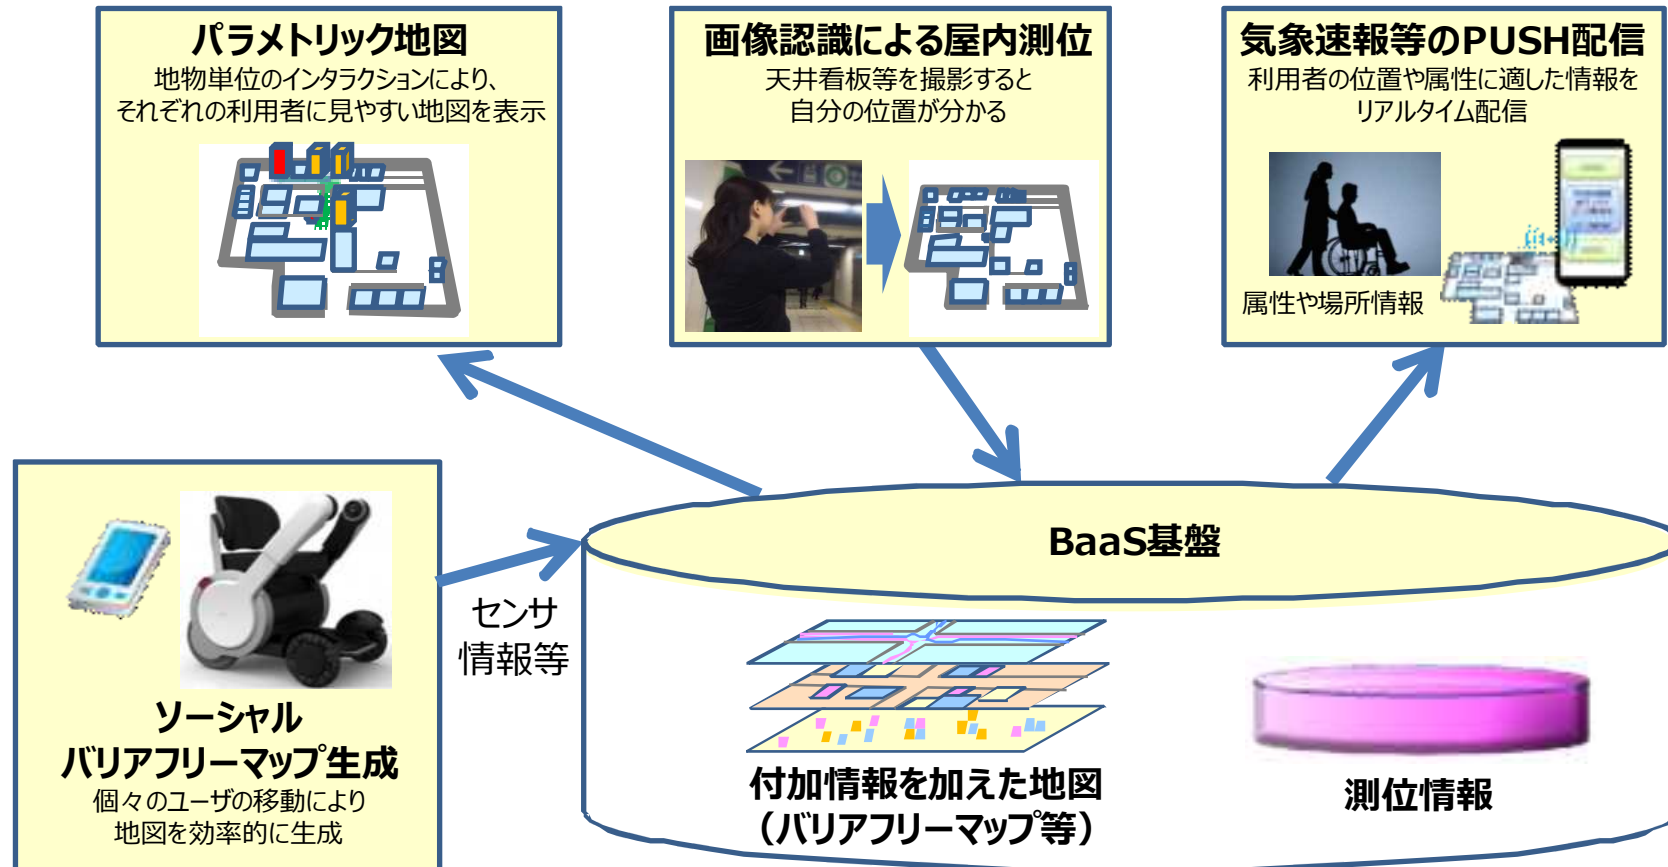 パラメトリック地図
地物単位のインタラクションにより、
それぞれの利用者に見やすい地図を表示
画像認識による屋内測位
天井看板等を撮影すると
自分の位置が分かる
気象速報等のPUSH配信
利用者の位置や属性に適した情報を
リアルタイム配信
属性や場所情報
BaaS基盤
センサ
情報等
ソーシャル
バリアフリーマップ生成
個々のユーザの移動により
地図を効率的に生成
付加情報を加えた地図
（バリアフリーマップ等）
測位情報